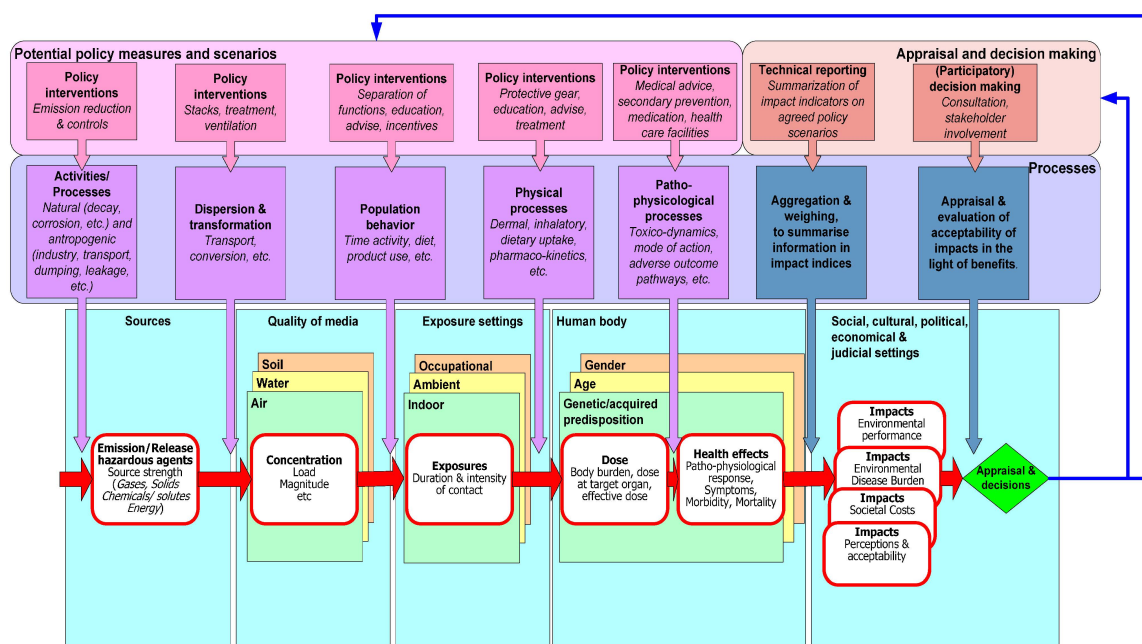 Potential policy measures and scenarios
Appraisal and decision making
Policy
interventions
Emission reduction
& controls
Policy
interventions
Stacks, treatment,
ventilation
Policy interventions
Separation of
functions, education,
advise, incentives
Policy interventions
Protective gear,
education, advise,
treatment
Policy interventions
Medical advice,
secondary prevention,
medication, health
care facilities
Technical reporting
Summarization of
impact indicators on
agreed policy
scenarios
(Participatory)
decision making
Consultation,
stakeholder
involvement
Processes
Activities/
Processes
Natural (decay,
corrosion, etc.) and
antropogenic
(industry, transport,
dumping, leakage,
etc.)
Dispersion &
transformation
Transport,
conversion, etc.
Population
behavior
Time activity, diet,
product use, etc.
Physical
processes
Dermal, inhalatory,
dietary uptake,
pharmaco-kinetics,
etc.
Patho-
physicological
processes
Toxico-dynamics,
mode of action,
adverse outcome
pathways, etc.
Aggregation &
weighing,
to summarise
information in
impact indices
Appraisal &
evaluation of
acceptability of
impacts in the
light of benefits.
Sources
Quality of media
Exposure settings
Human body
Social, cultural, political,
economical &
judicial settings
Soil
Water
Air
Occupational
Ambient
Indoor
Gender
Age
Genetic/acquired
predisposition
Emission/Release
hazardous agents
Source strength
(Gases, Solids
Chemicals/ solutes
Energy)
Concentration
Load
Magnitude
etc
Exposures
Duration & intensity
of contact
Dose
Body burden, dose
at target organ,
effective dose
Health effects
Patho-physiological
response,
Symptoms,
Morbidity, Mortality
Impacts
Environmental
performance
Impacts
Environmental
Disease Burden
Impacts
Societal Costs
Impacts
Perceptions &
acceptability
Appraisal
& decisions